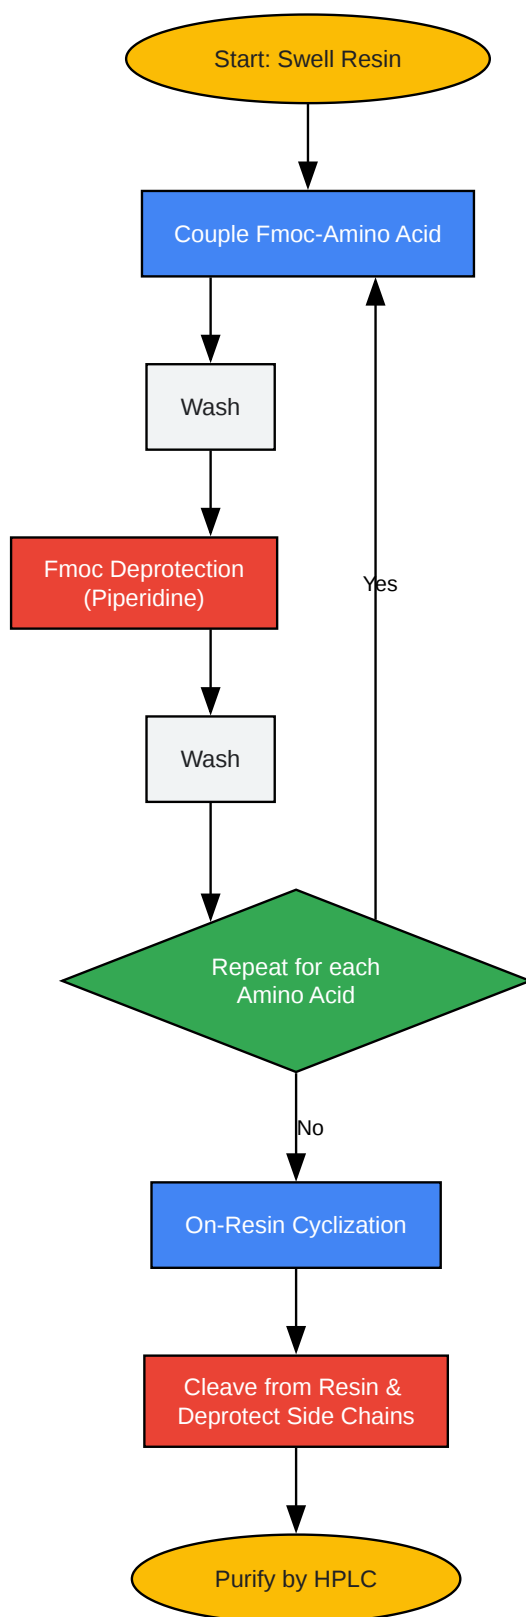 Start: Swell Resin
Couple Fmoc-Amino Acid
Wash
Fmoc Deprotection
(Piperidine)
Yes
Wash
Repeat for each
Amino Acid
No
On-Resin Cyclization
Cleave from Resin &
Deprotect Side Chains
Purify by HPLC